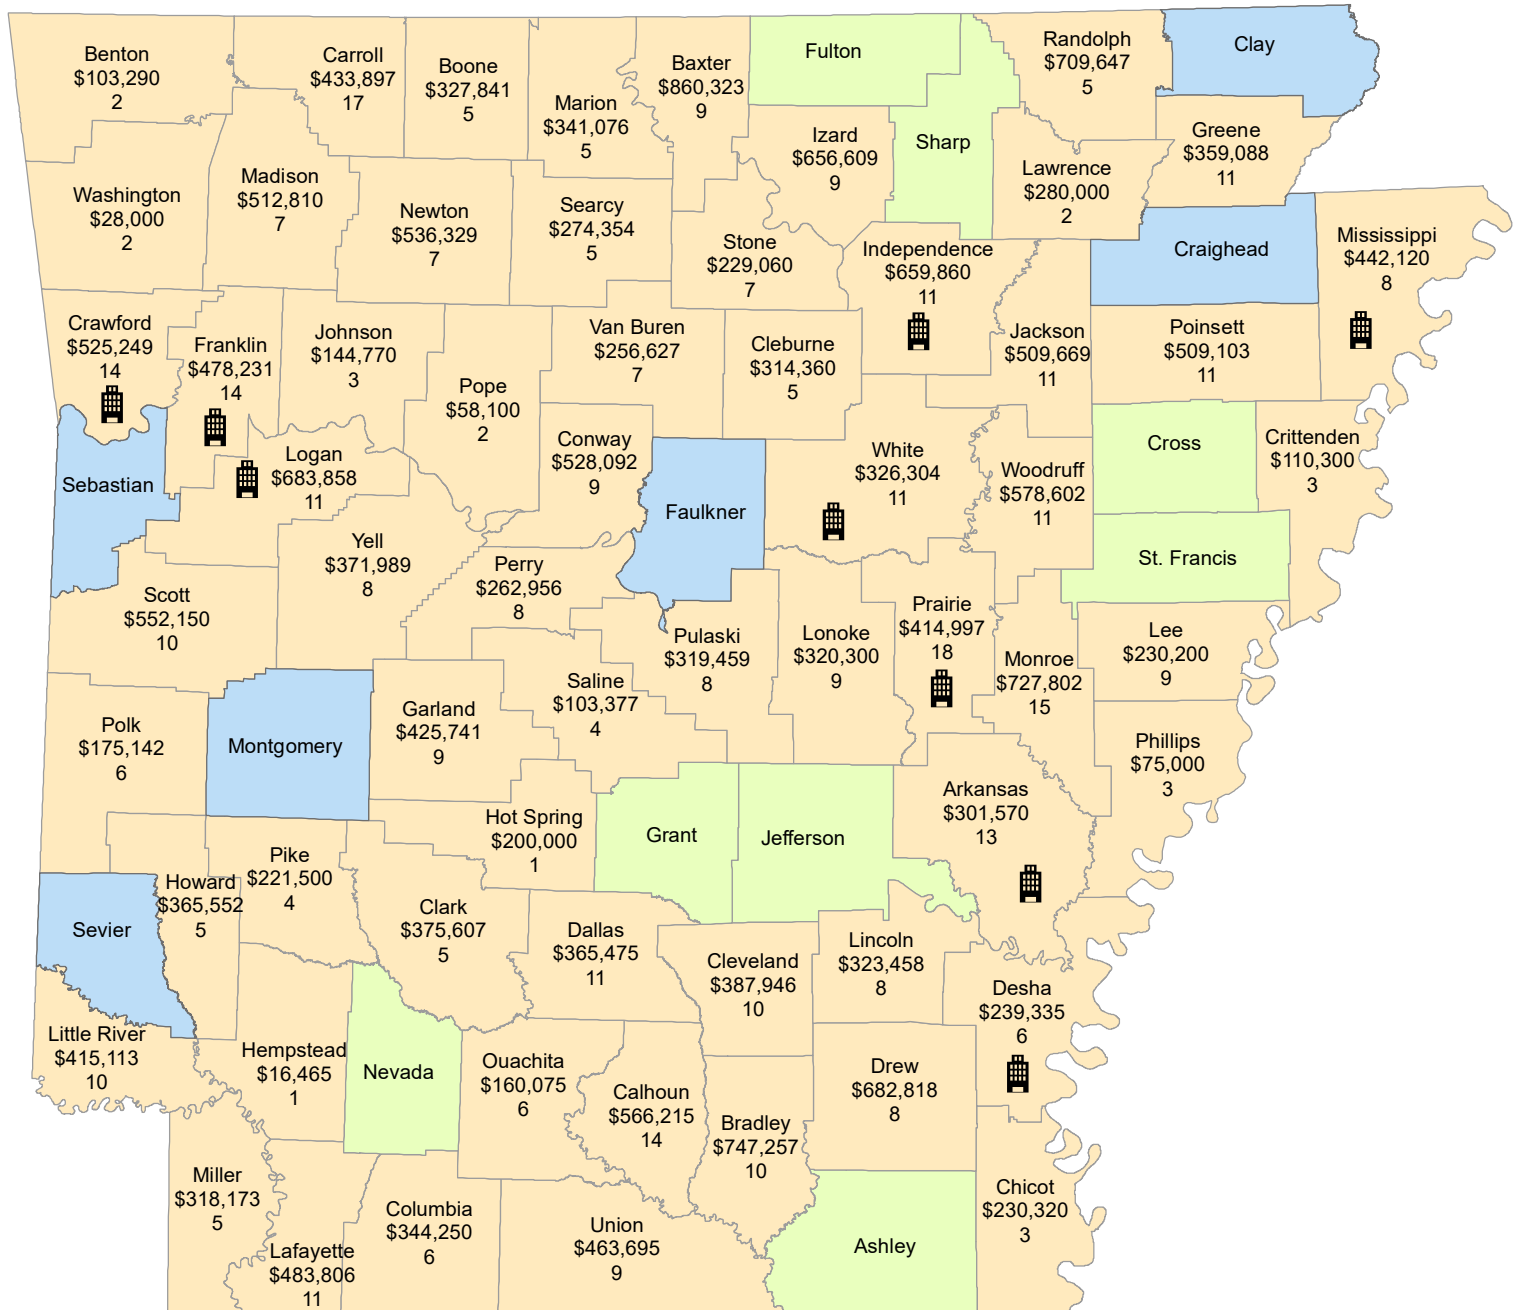 Benton
$103,290
2
Carroll
$433,897
17
Boone
$327,841
5
Marion
$341,076
5
Baxter
$860,323
9
Fulton
Randolph
$709,647
5
Clay
Izard
$656,609
9
Sharp
Lawrence
$280,000
2
Greene
$359,088
11
Washington
$28,000
2
Madison
$512,810
7
Newton
$536,329
7
Searcy
$274,354
5
Stone
$229,060
7
Independence
$659,860
11
Craighead
Mississippi
$442,120
8
Crawford
$525,249
14
Franklin
$478,231
14
Johnson
$144,770
3
Pope
$58,100
2
Van Buren
$256,627
7
Cleburne
$314,360
5
Jackson
$509,669
11
Poinsett
$509,103
11
Sebastian
Logan
$683,858
11
Conway
$528,092
9
Faulkner
White
$326,304
11
Woodruff
$578,602
11
Cross
Crittenden
$110,300
3
Yell
$371,989
8
Perry
$262,956
8
St. Francis
Scott
$552,150
10
Pulaski
$319,459
8
Lonoke
$320,300
9
Prairie
$414,997
18
Monroe
$727,802
15
Lee
$230,200
9
Polk
$175,142
6
Montgomery
Garland
$425,741
9
Saline
$103,377
4
Phillips
$75,000
3
Hot Spring
$200,000
1
Grant
Jefferson
Arkansas
$301,570
13
Sevier
Howard
$365,552
5
Pike
$221,500
4
Clark
$375,607
5
Dallas
$365,475
11
Cleveland
$387,946
10
Lincoln
$323,458
8
Desha
$239,335
6
Little River
$415,113
10
Hempstead
$16,465
1
Nevada
Ouachita
$160,075
6
Calhoun
$566,215
14
Bradley
$747,257
10
Drew
$682,818
8
Miller
$318,173
5
Lafayette
$483,806
11
Columbia
$344,250
6
Union
$463,695
9
Ashley
Chicot
$230,320
3